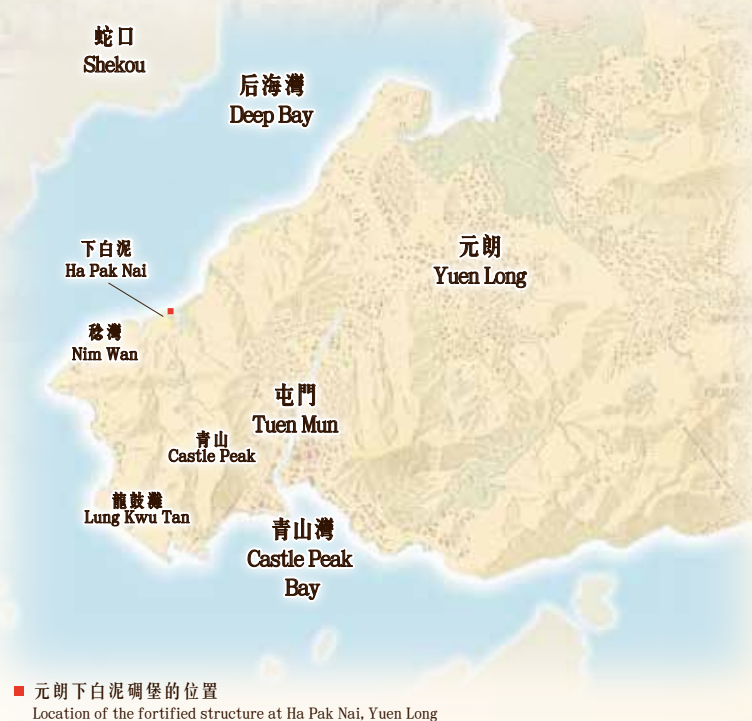 蛇口
Shekou
后海灣
Deep Bay
下白泥
Ha Pak Nai
元朗
Yuen Long
稔灣
Nim Wan
屯門
Tuen Mun
青山
Castle Peak
龍鼓灘
Lung Kwu Tan
青山灣
Castle Peak
Bay
元朗下白泥碉堡的位置
Location of the fortified structure at Ha Pak Nai, Yuen Long